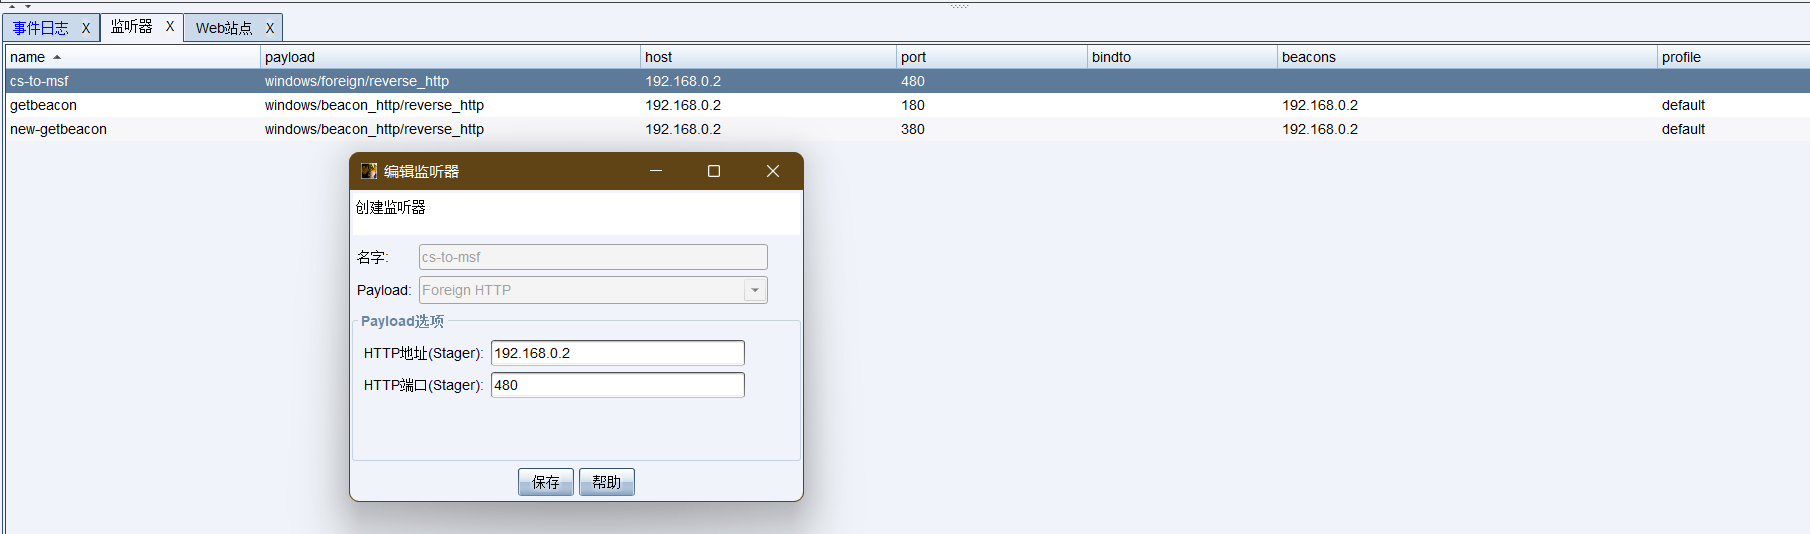 事件日志 X 监听器 X Web站点 X
name payload host port bindto beacons profile
cs-to-msf windows/foreign/reverse_http 192.168.0.2 480
getbeacon windows/beacon_http/reverse_http 192.168.0.2 180 192.168.0.2 default
new-getbeacon windows/beacon_http/reverse_http 192.168.0.2 380 192.168.0.2 default
编辑监听器
创建监听器
名字: cs-to-msf
Payload: Foreign HTTP
Payload选项
HTTP地址(Stager): 192.168.0.2
HTTP端口(Stager): 480
保存 帮助